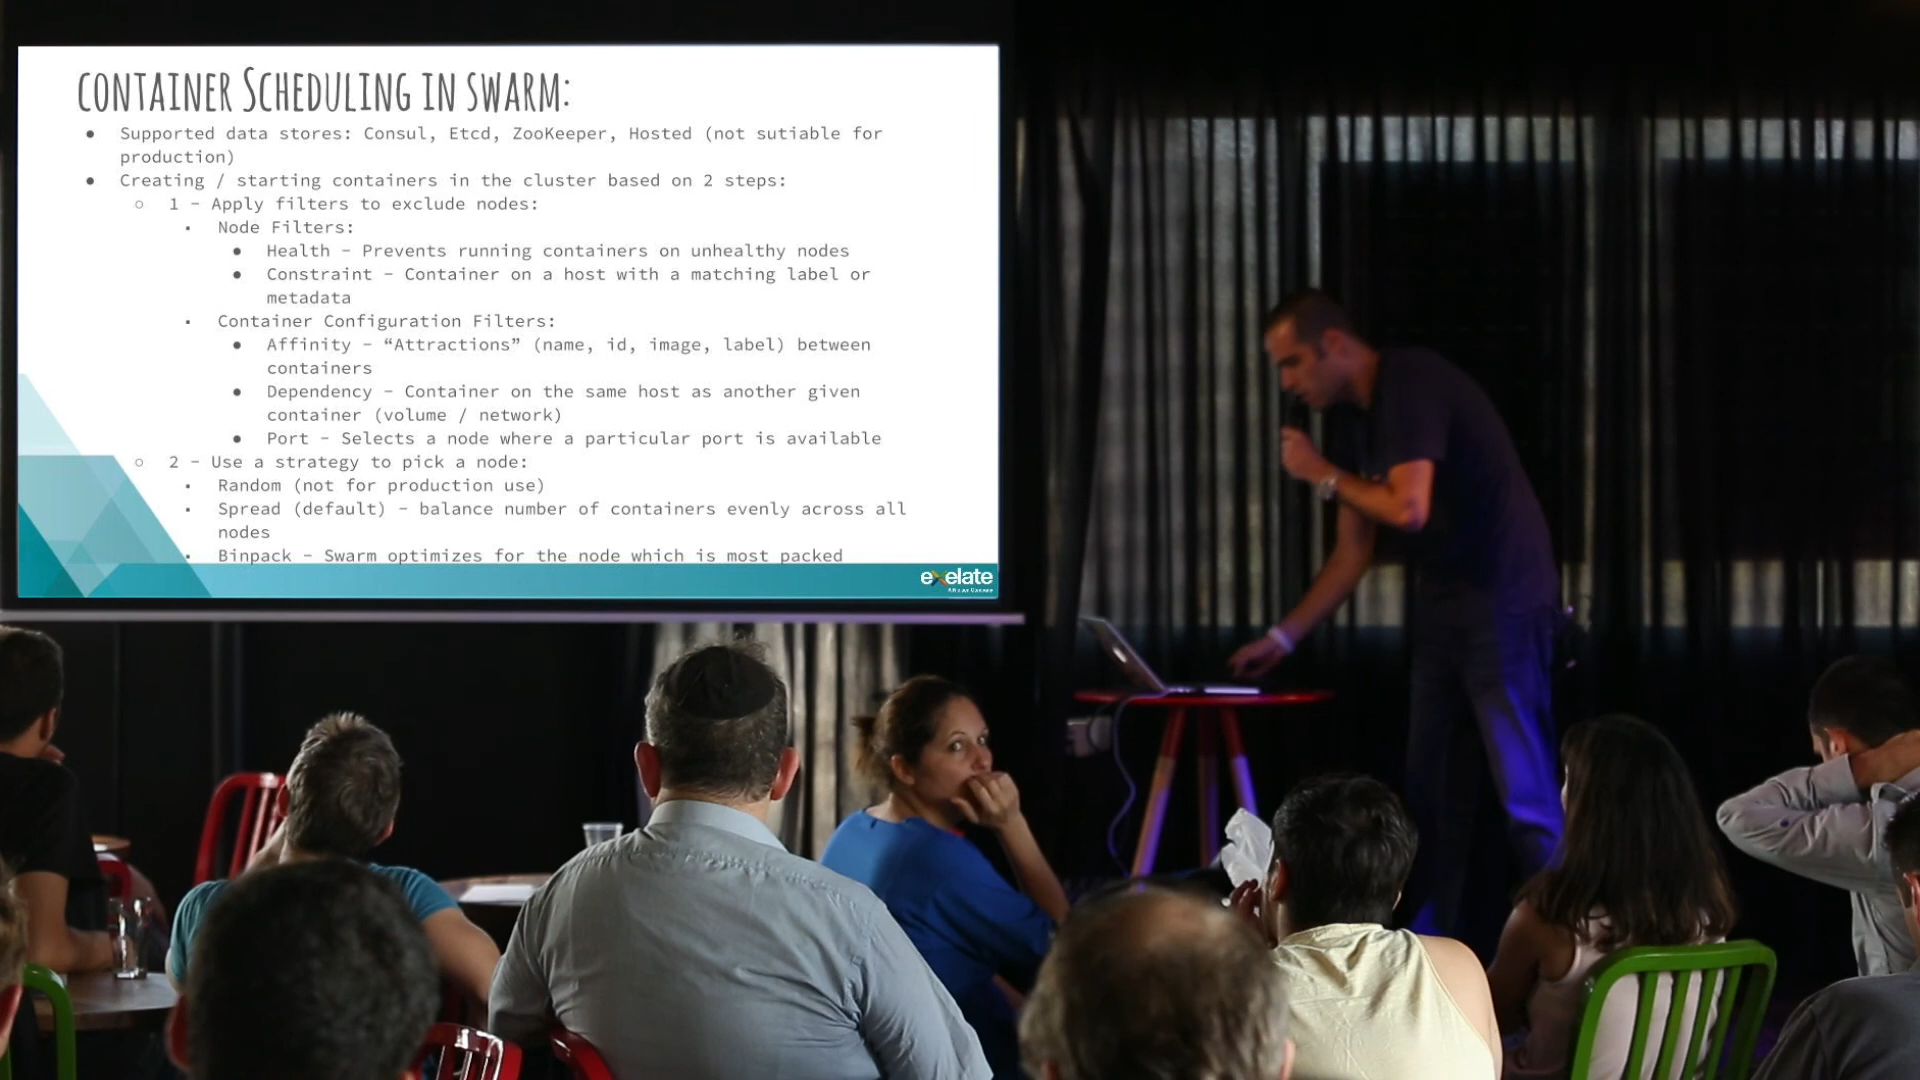 CONTAINER SCHEDULING IN SWARM:
● Supported data stores: Consul, Etcd, ZooKeeper, Hosted (not sutiable for
production)
● Creating / starting containers in the cluster based on 2 steps:
○ 1 – Apply filters to exclude nodes:
▪ Node Filters:
● Health – Prevents running containers on unhealthy nodes
● Constraint – Container on a host with a matching label or
metadata
▪ Container Configuration Filters:
● Affinity – “Attractions” (name, id, image, label) between
containers
● Dependency – Container on the same host as another given
container (volume / network)
● Port – Selects a node where a particular port is available
○ 2 – Use a strategy to pick a node:
▪ Random (not for production use)
▪ Spread (default) – balance number of containers evenly across all
nodes
▪ Binpack – Swarm optimizes for the node which is most packed
exelate